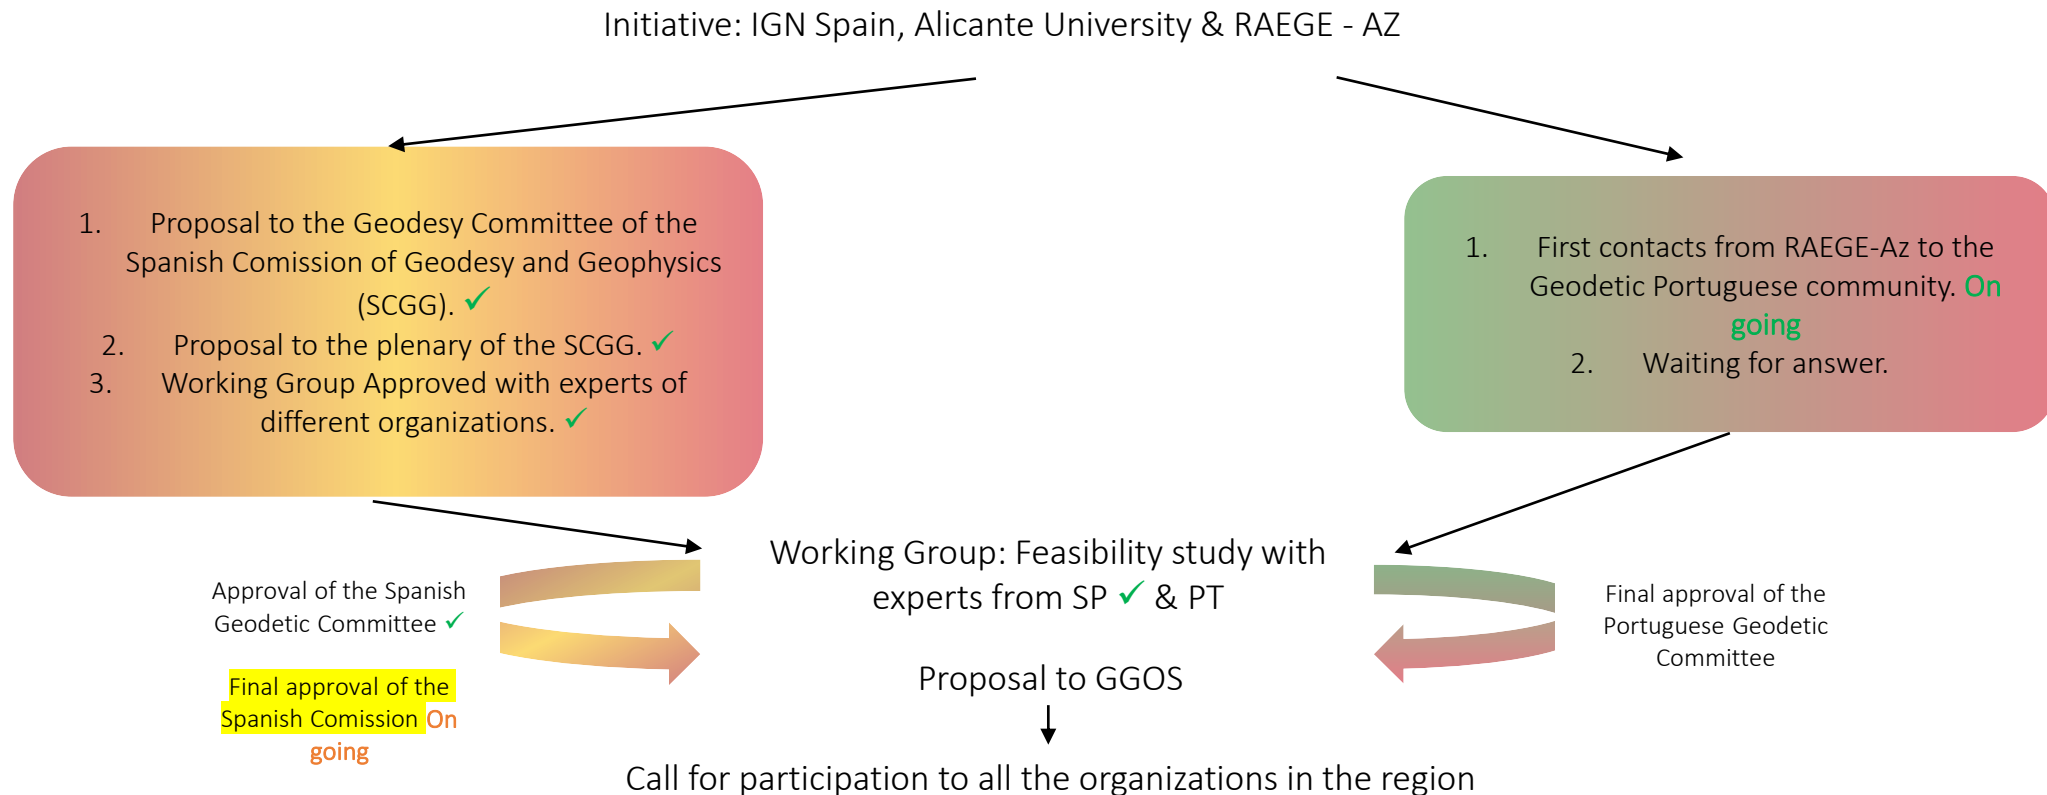 Initiative: IGN Spain, Alicante University & RAEGE - AZ
1. Proposal to the Geodesy Committee of the
Spanish Comission of Geodesy and Geophysics
(SCGG). ✓
2. Proposal to the plenary of the SCGG. ✓
3. Working Group Approved with experts of
different organizations. ✓
1. First contacts from RAEGE-Az to the
Geodetic Portuguese community. On
going
2. Waiting for answer.
Working Group: Feasibility study with
experts from SP ✓ & PT
Approval of the Spanish
Geodetic Committee ✓
Final approval of the
Spanish Comission On
going
Final approval of the
Portuguese Geodetic
Committee
Proposal to GGOS
Call for participation to all the organizations in the region